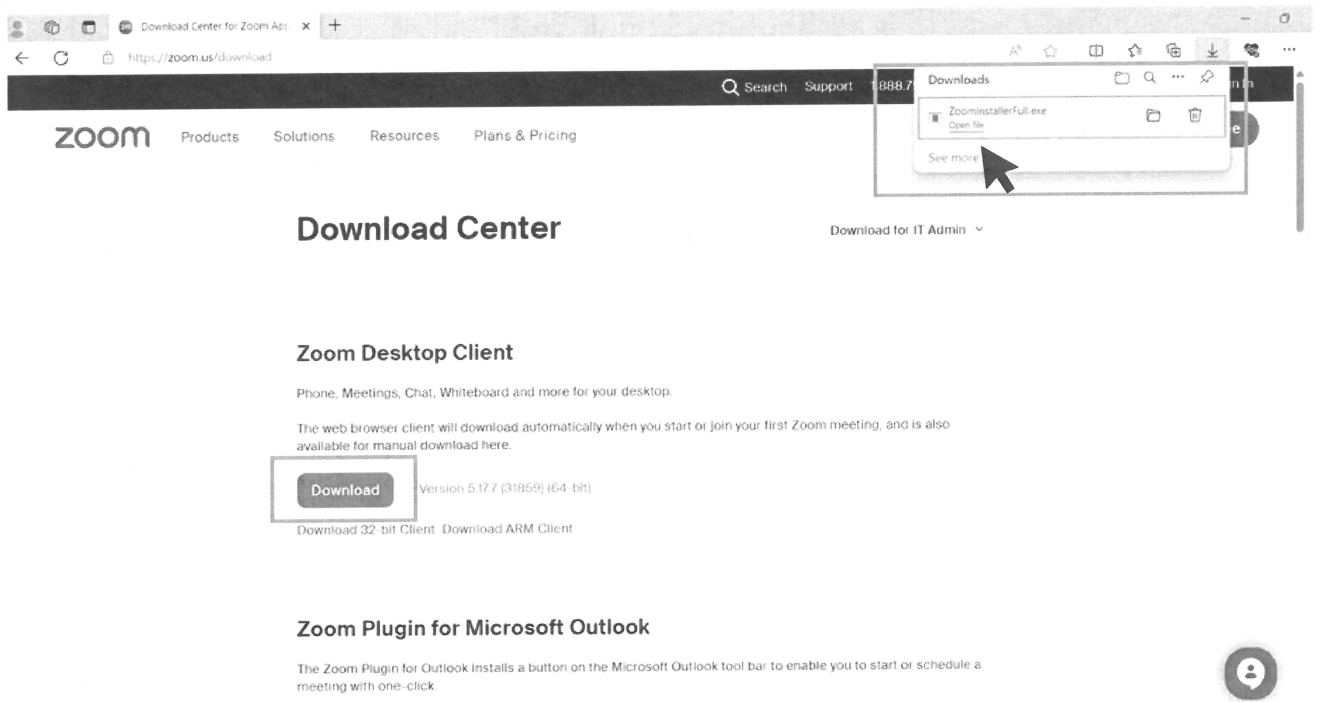 Download Center for Zoom Ap
https://zoom.us/download
Search Support 1.888.7
Downloads
ZoomInstallerFull.exe
Open file
See more
zoom Products Solutions Resources Plans & Pricing
Download Center
Download for IT Admin
Zoom Desktop Client
Phone, Meetings, Chat, Whiteboard and more for your desktop.
The web browser client will download automatically when you start or join your first Zoom meeting, and is also
available for manual download here.
Download Version 5.17.7 (31859) (64-bit)
Download 32-bit Client Download ARM Client
Zoom Plugin for Microsoft Outlook
The Zoom Plugin for Outlook installs a button on the Microsoft Outlook tool bar to enable you to start or schedule a
meeting with one-click.